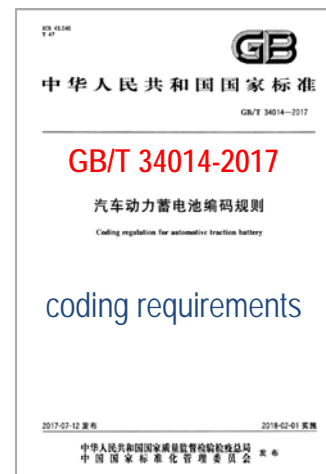 ICS 43.040
T 47
GB
中华人民共和国国家标准
GB/T 34014—2017
GB/T 34014-2017
汽车动力蓄电池编码规则
Coding regulation for automotive traction battery
coding requirements
2017-07-12 发布
2018-02-01 实施
中华人民共和国国家质量监督检验检疫总局
中国国家标准化管理委员会
发布